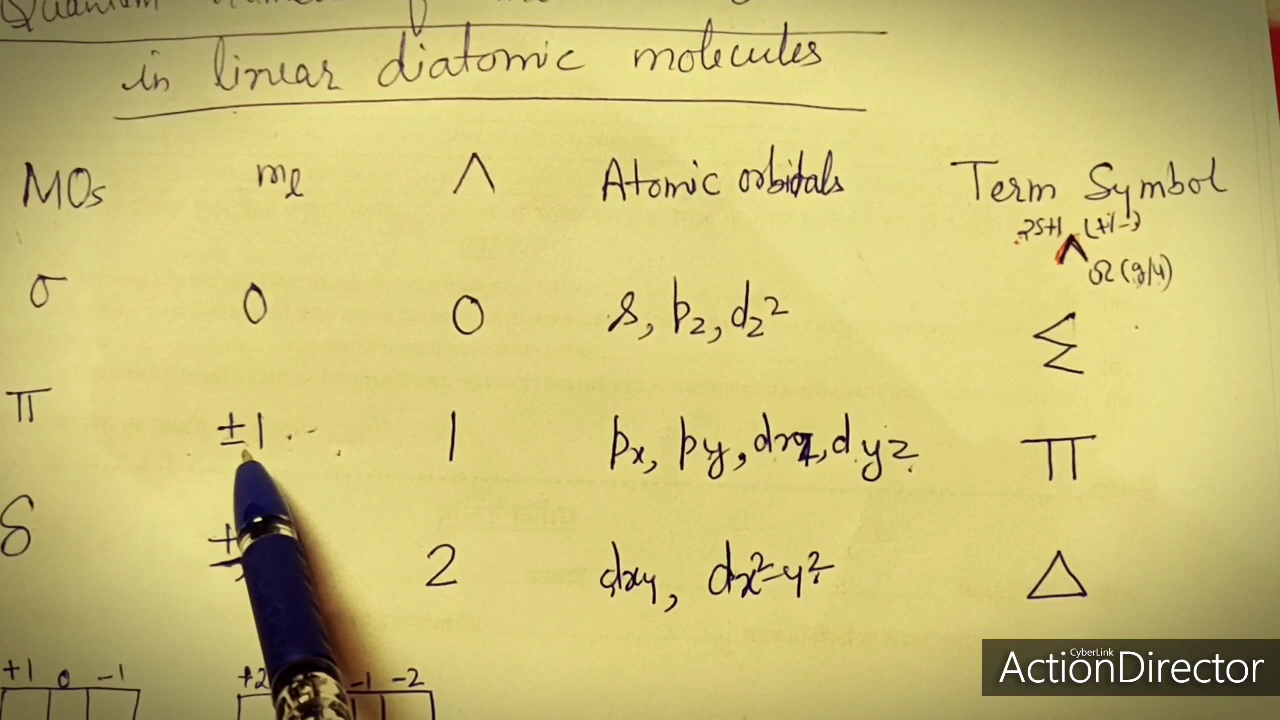 Quantum
in linear diatomic molecules
MOs mℓ Λ Atomic orbitals Term Symbol
2S+1 Λ (+/-) Ω(g/u)
σ 0 0 s, pz, dz² Σ
π ±1 1 px, py, dxz, dyz Π
δ ± 2 dxy, dx²-y² Δ
+1 0 -1 +2 -1 -2
CyberLink
ActionDirector